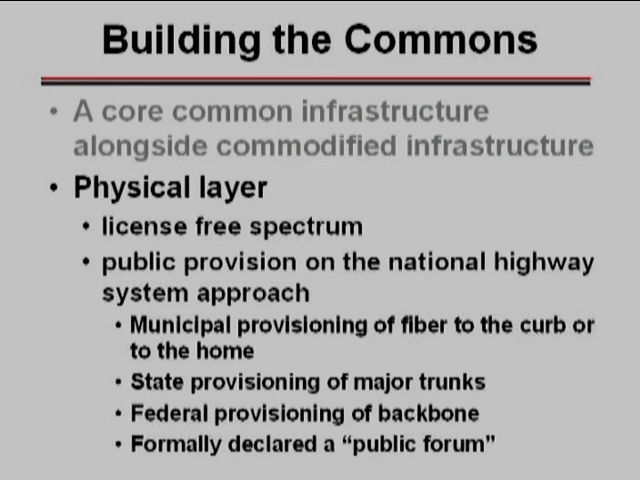 Building the Commons
• A core common infrastructure
alongside commodified infrastructure
• Physical layer
• license free spectrum
• public provision on the national highway
system approach
• Municipal provisioning of fiber to the curb or
to the home
• State provisioning of major trunks
• Federal provisioning of backbone
• Formally declared a “public forum”